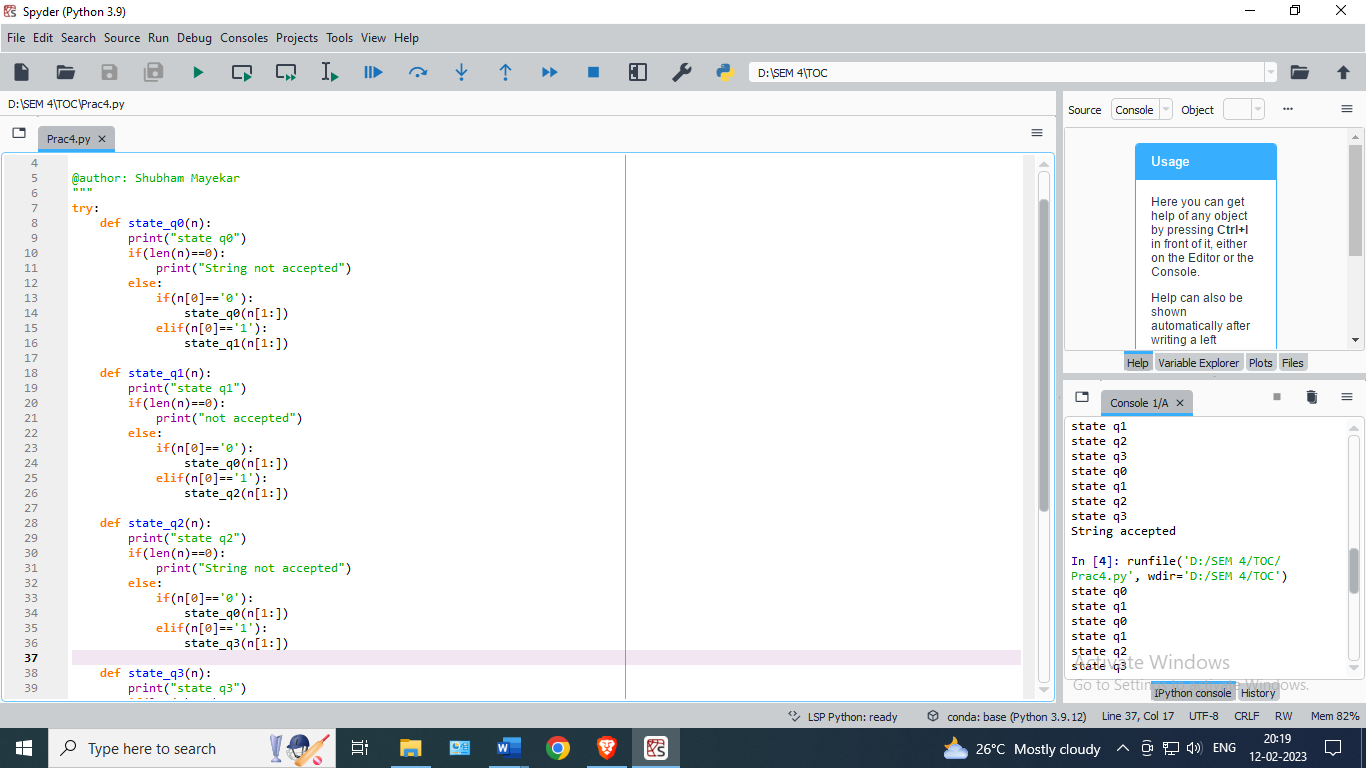 Spyder (Python 3.9)
File Edit Search Source Run Debug Consoles Projects Tools View Help
D:\SEM 4\TOC
D:\SEM 4\TOC\Prac4.py
Prac4.py
4
5 @author: Shubham Mayekar
6 """
7 try:
8     def state_q0(n):
9         print("state q0")
10         if(len(n)==0):
11             print("String not accepted")
12         else:
13             if(n[0]=='0'):
14                 state_q0(n[1:])
15             elif(n[0]=='1'):
16                 state_q1(n[1:])
17
18     def state_q1(n):
19         print("state q1")
20         if(len(n)==0):
21             print("not accepted")
22         else:
23             if(n[0]=='0'):
24                 state_q0(n[1:])
25             elif(n[0]=='1'):
26                 state_q2(n[1:])
27
28     def state_q2(n):
29         print("state q2")
30         if(len(n)==0):
31             print("String not accepted")
32         else:
33             if(n[0]=='0'):
34                 state_q0(n[1:])
35             elif(n[0]=='1'):
36                 state_q3(n[1:])
37
38     def state_q3(n):
39         print("state q3")
Source Console Object
Usage
Here you can get
help of any object
by pressing Ctrl+I
in front of it, either
on the Editor or the
Console.
Help can also be
shown
automatically after
writing a left
Help Variable Explorer Plots Files
Console 1/A
state q1
state q2
state q3
state q0
state q1
state q2
state q3
String accepted
In [4]: runfile('D:/SEM 4/TOC/
Prac4.py', wdir='D:/SEM 4/TOC')
state q0
state q1
state q0
state q1
state q2
state q3
Activate Windows
Go to Settings to activate Windows.
IPython console History
LSP Python: ready conda: base (Python 3.9.12) Line 37, Col 17 UTF-8 CRLF RW Mem 82%
Type here to search
26°C Mostly cloudy ENG
20:19
12-02-2023